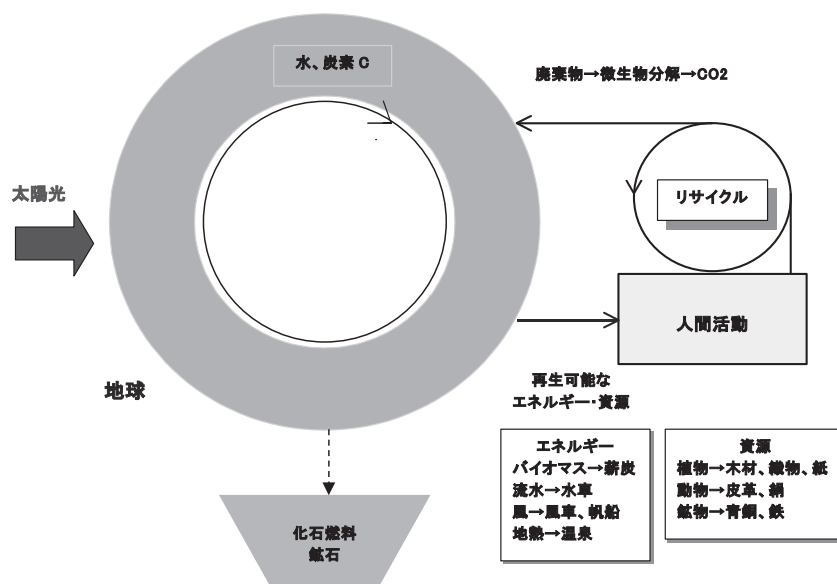 水、炭素 C
廃棄物→微生物分解→CO2
太陽光
リサイクル
人間活動
地球
再生可能な
エネルギー・資源
エネルギー
バイオマス→薪炭
流水→水車
風→風車、帆船
地熱→温泉
資源
植物→木材、織物、紙
動物→皮革、絹
鉱物→青銅、鉄
化石燃料
鉱石